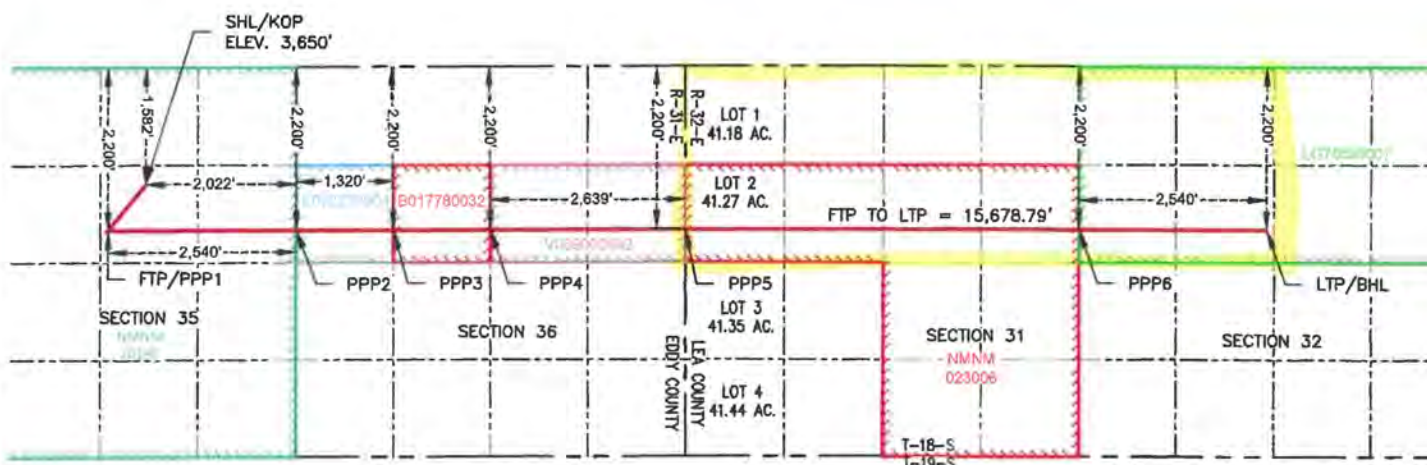 SHL/KOP
ELEV. 3,650'
2,200'
1,582'
2,200'
2,200'
2,200'
2,200'
R-31-E
R-32-E
LOT 1
41.18 AC.
2,200'
2,200'
2,022'
1,320'
B017780032
2,639'
LOT 2
41.27 AC.
FTP TO LTP = 15,678.79'
2,540'
2,540'
FTP/PPP1
PPP2
PPP3
PPP4
PPP5
PPP6
LTP/BHL
SECTION 35
NMNM
SECTION 36
LOT 3
41.35 AC.
SECTION 31
NMNM
023006
SECTION 32
EDDY COUNTY
LEA COUNTY
LOT 4
41.44 AC.
T-18-S
T-19-S